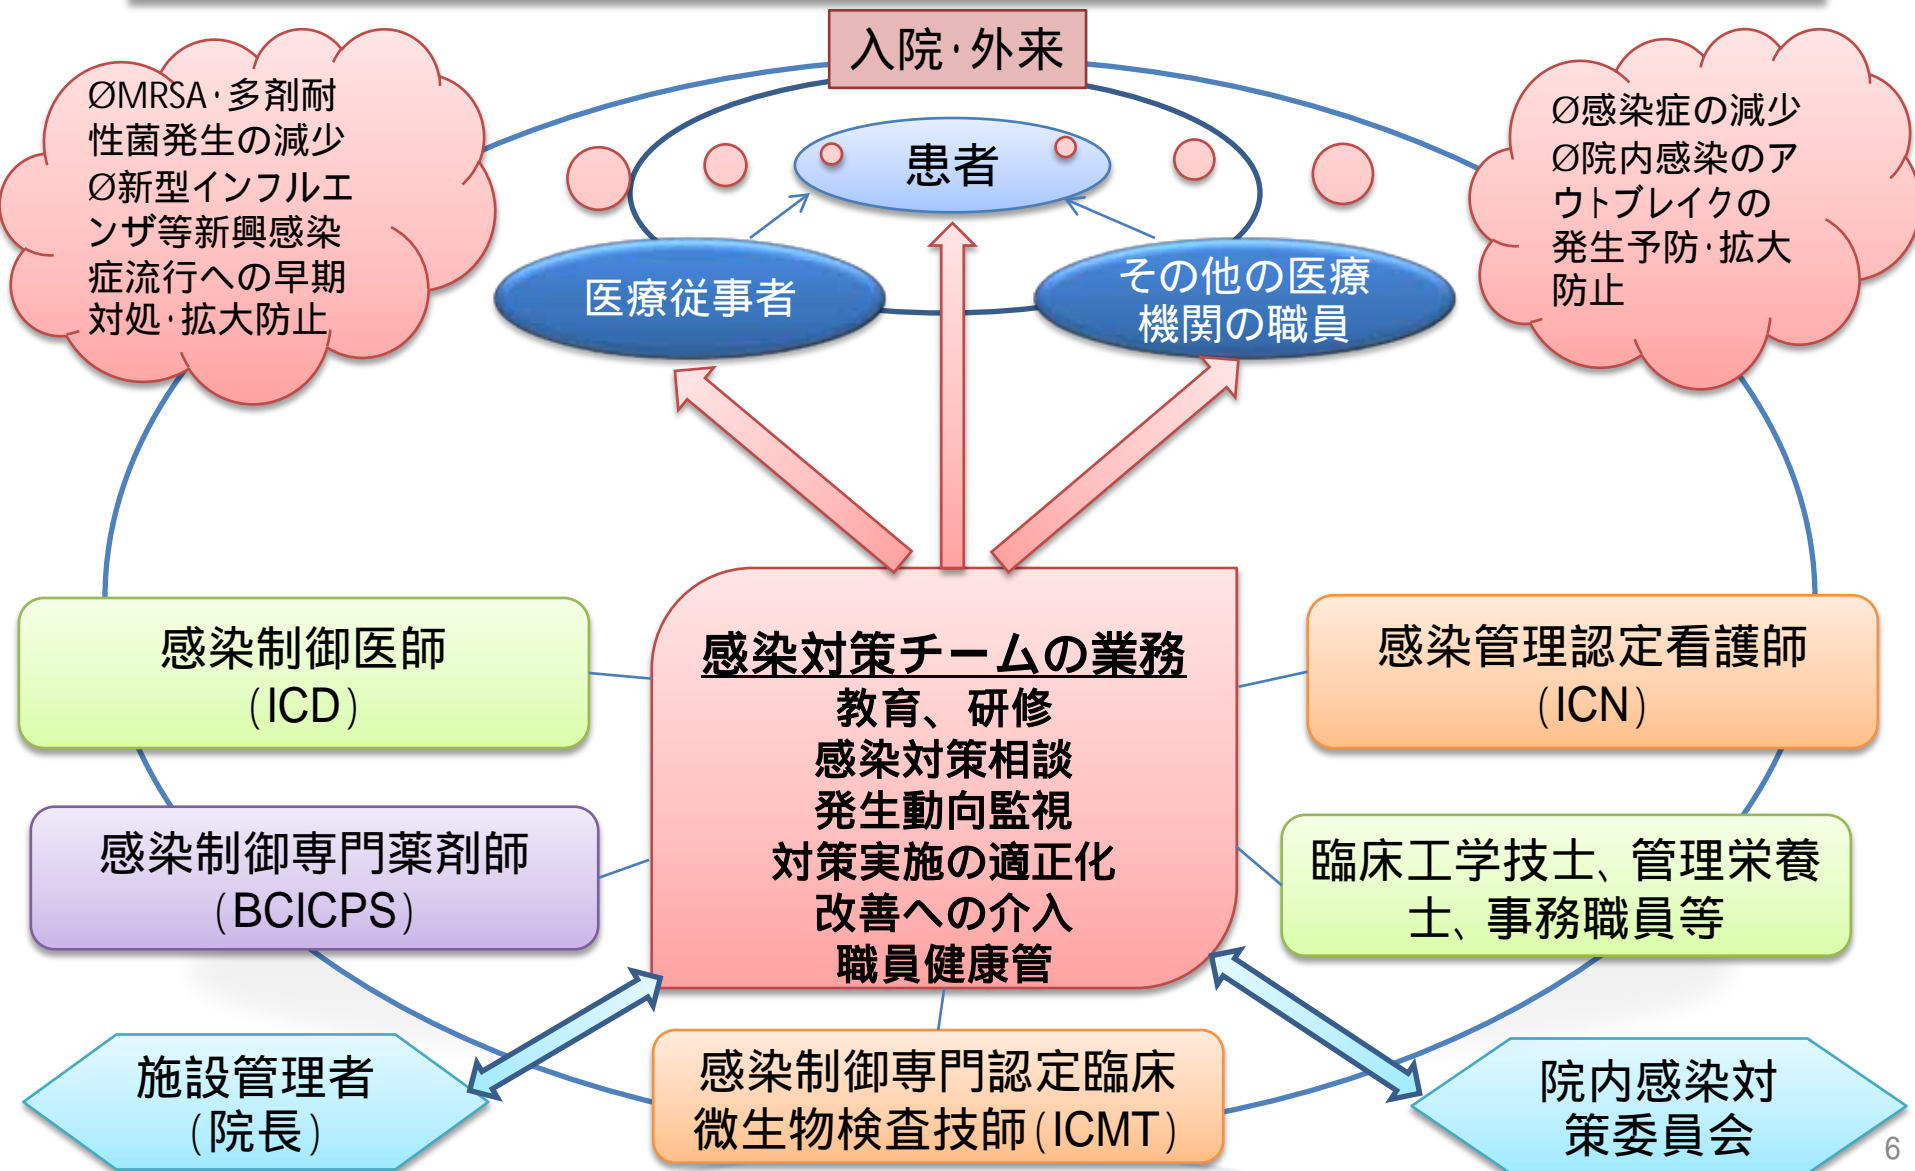 入院・外来
ØMRSA・多剤耐
性菌発生の減少
Ø新型インフルエ
ンザ等新興感染
症流行への早期
対処・拡大防止
患者
Ø感染症の減少
Ø院内感染のア
ウトブレイクの
発生予防・拡大
防止
医療従事者
その他の医療
機関の職員
感染制御医師
(ICD)
感染対策チームの業務
教育、研修
感染対策相談
発生動向監視
対策実施の適正化
改善への介入
職員健康管
感染管理認定看護師
(ICN)
感染制御専門薬剤師
(BCICPS)
臨床工学技士、管理栄養
士、事務職員等
施設管理者
(院長)
感染制御専門認定臨床
微生物検査技師(ICMT)
院内感染対
策委員会
6